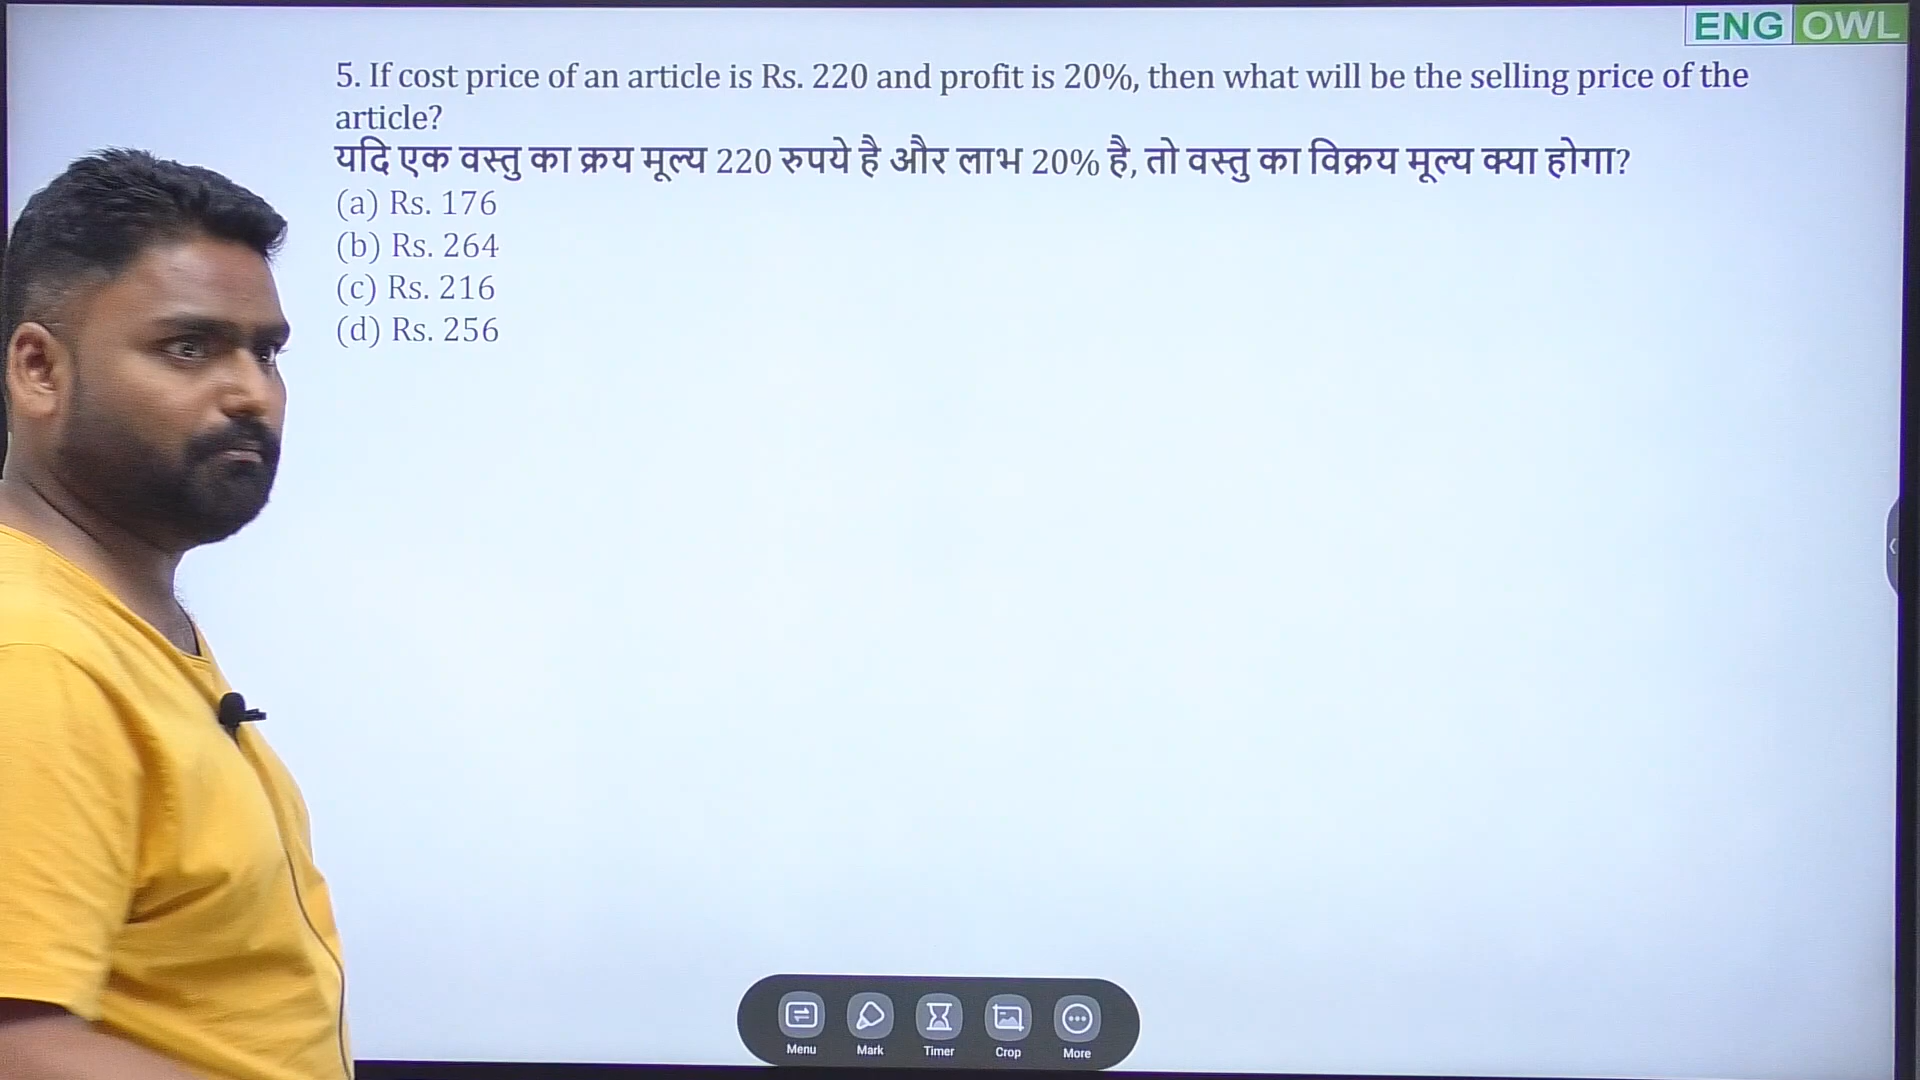 ENG OWL
5. If cost price of an article is Rs. 220 and profit is 20%, then what will be the selling price of the
article?
यदि एक वस्तु का क्रय मूल्य 220 रुपये है और लाभ 20% है, तो वस्तु का विक्रय मूल्य क्या होगा?
(a) Rs. 176
(b) Rs. 264
(c) Rs. 216
(d) Rs. 256
Menu Mark Timer Crop More